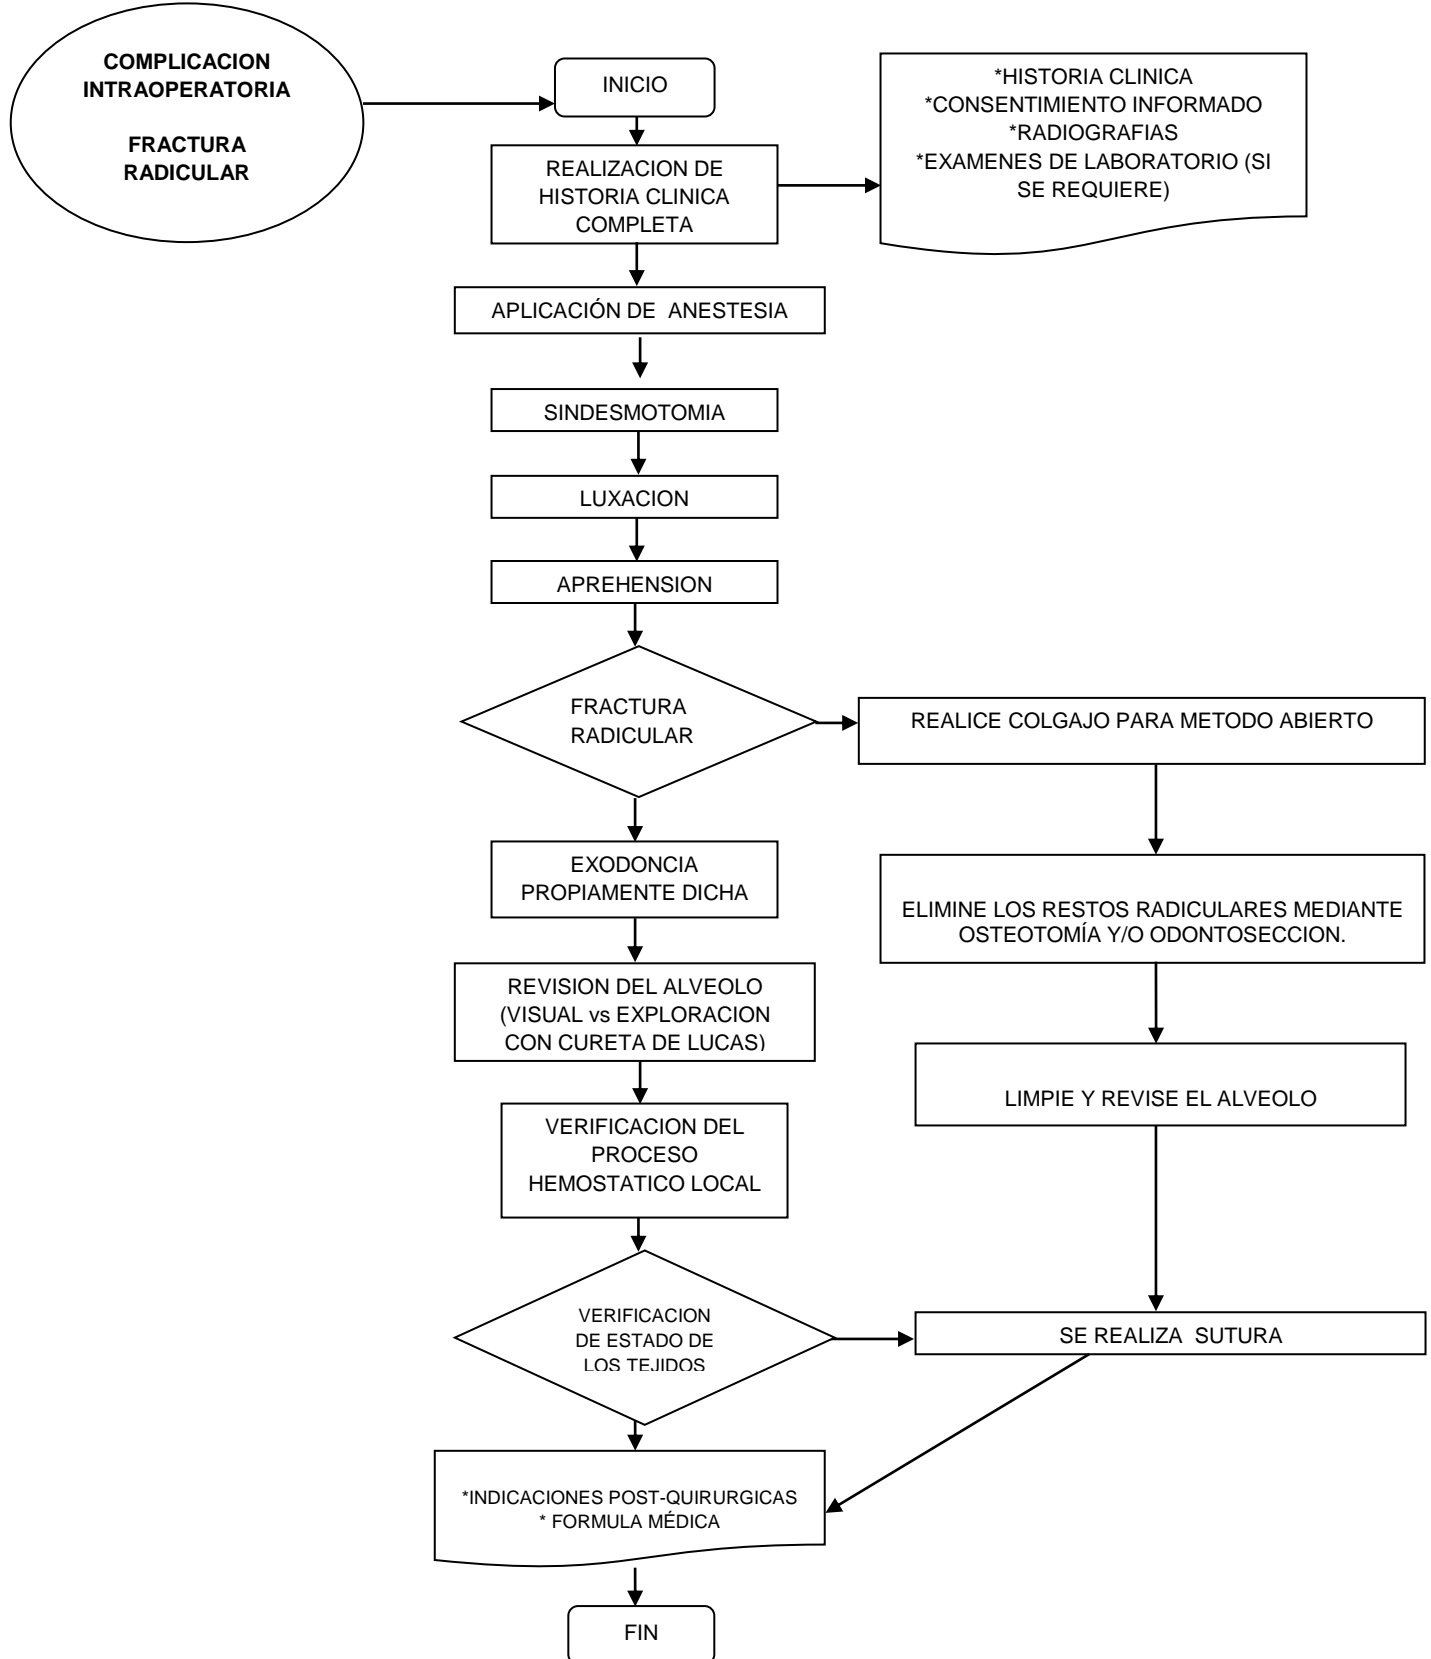 COMPLICACION
INTRAOPERATORIA
FRACTURA
RADICULAR
INICIO
*HISTORIA CLINICA
*CONSENTIMIENTO INFORMADO
*RADIOGRAFIAS
*EXAMENES DE LABORATORIO (SI
SE REQUIERE)
REALIZACION DE
HISTORIA CLINICA
COMPLETA
APLICACIÓN DE  ANESTESIA
SINDESMOTOMIA
LUXACION
APREHENSION
FRACTURA
RADICULAR
REALICE COLGAJO PARA METODO ABIERTO
EXODONCIA
PROPIAMENTE DICHA
ELIMINE LOS RESTOS RADICULARES MEDIANTE
OSTEOTOMÍA Y/O ODONTOSECCION.
REVISION DEL ALVEOLO
(VISUAL vs EXPLORACION
CON CURETA DE LUCAS)
LIMPIE Y REVISE EL ALVEOLO
VERIFICACION DEL
PROCESO
HEMOSTATICO LOCAL
VERIFICACION
DE ESTADO DE
LOS TEJIDOS
SE REALIZA  SUTURA
*INDICACIONES POST-QUIRURGICAS
* FORMULA MÉDICA
FIN